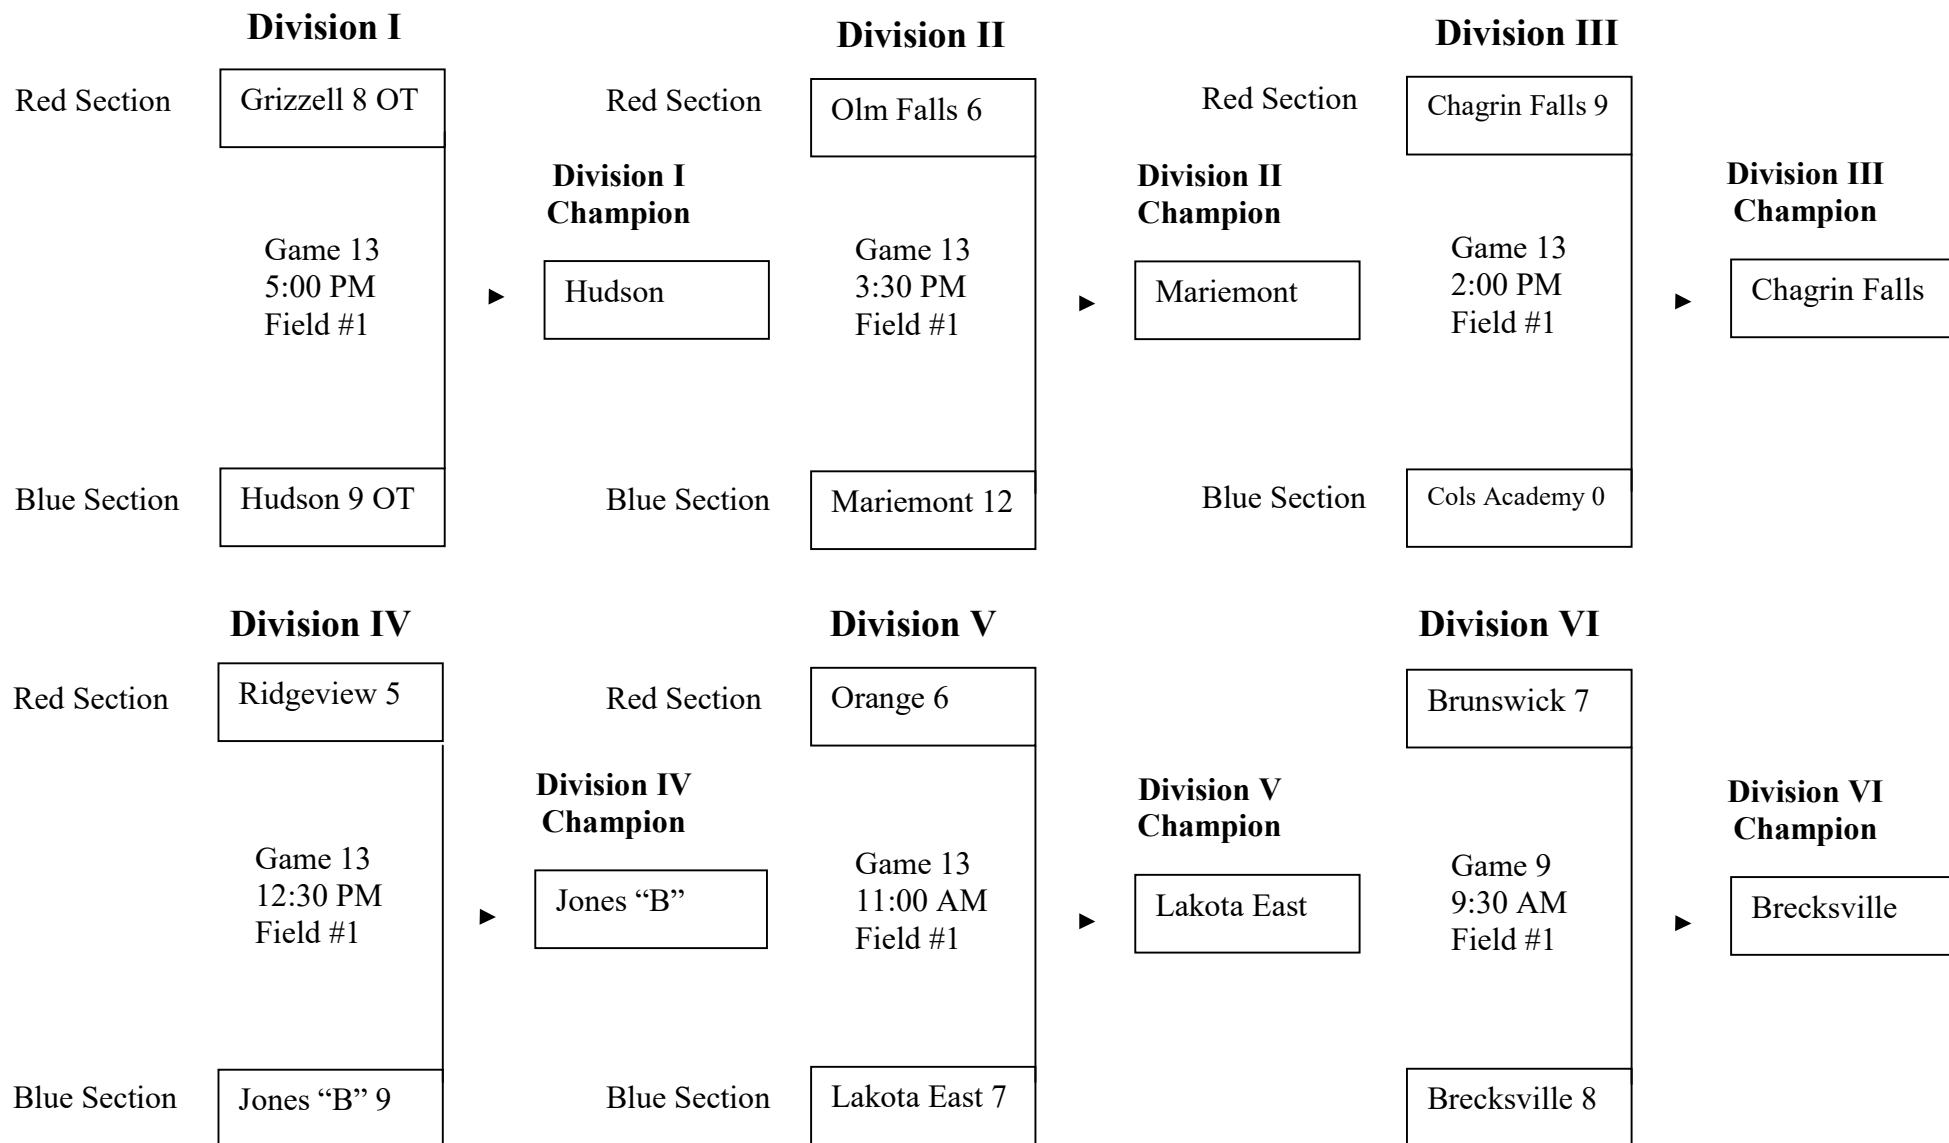 Division I
Red Section
Grizzell 8 OT
Division I
Champion
Game 13
5:00 PM
Field #1
Hudson
Blue Section
Hudson 9 OT
Division II
Red Section
Olm Falls 6
Division II
Champion
Game 13
3:30 PM
Field #1
Mariemont
Blue Section
Mariemont 12
Division III
Red Section
Chagrin Falls 9
Division III
Champion
Game 13
2:00 PM
Field #1
Chagrin Falls
Blue Section
Cols Academy 0
Division IV
Red Section
Ridgeview 5
Division IV
Champion
Game 13
12:30 PM
Field #1
Jones “B”
Blue Section
Jones “B” 9
Division V
Red Section
Orange 6
Division V
Champion
Game 13
11:00 AM
Field #1
Lakota East
Blue Section
Lakota East 7
Division VI
Brunswick 7
Division VI
Champion
Game 9
9:30 AM
Field #1
Brecksville
Brecksville 8